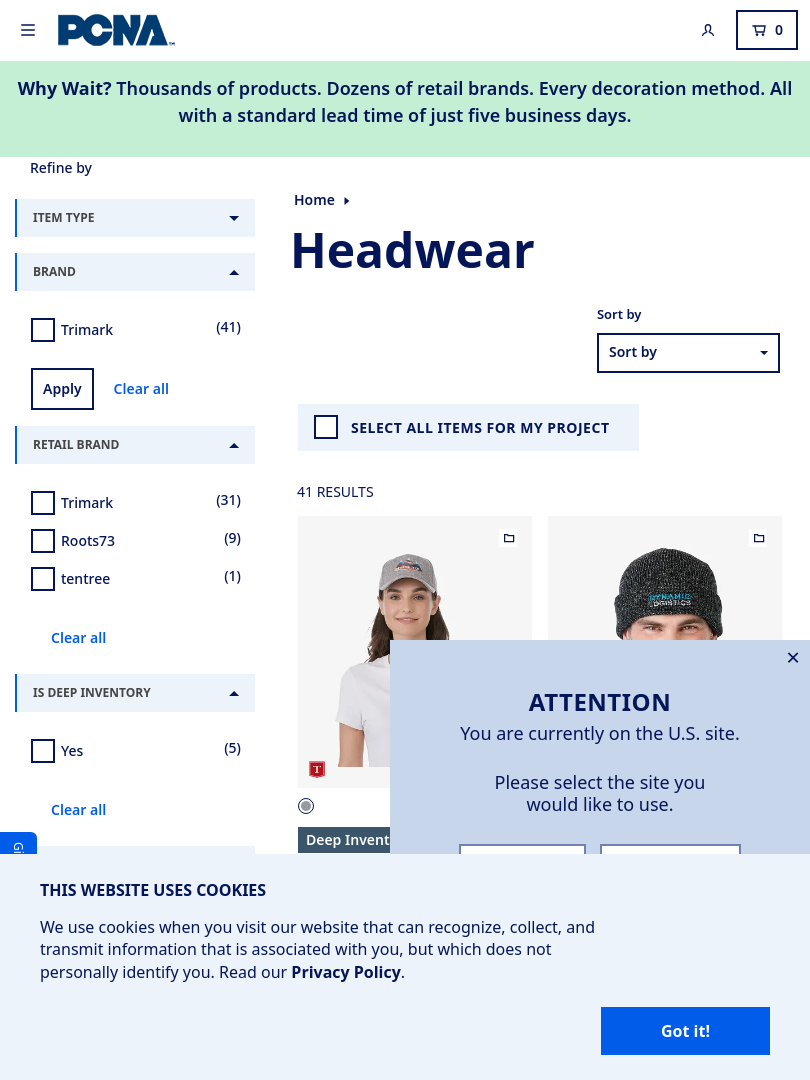 PCNA
0
Why Wait? Thousands of products. Dozens of retail brands. Every decoration method. All
with a standard lead time of just five business days.
Refine by
ITEM TYPE
BRAND
Trimark
(41)
Apply
Clear all
RETAIL BRAND
Trimark
(31)
Roots73
(9)
tentree
(1)
Clear all
IS DEEP INVENTORY
Yes
(5)
Clear all
Home
Headwear
Sort by
Sort by
SELECT ALL ITEMS FOR MY PROJECT
41 RESULTS
DYNAMIC
LOGISTICS
T
Deep Invent
ATTENTION
You are currently on the U.S. site.
Please select the site you
would like to use.
THIS WEBSITE USES COOKIES
We use cookies when you visit our website that can recognize, collect, and
transmit information that is associated with you, but which does not
personally identify you. Read our Privacy Policy.
Got it!